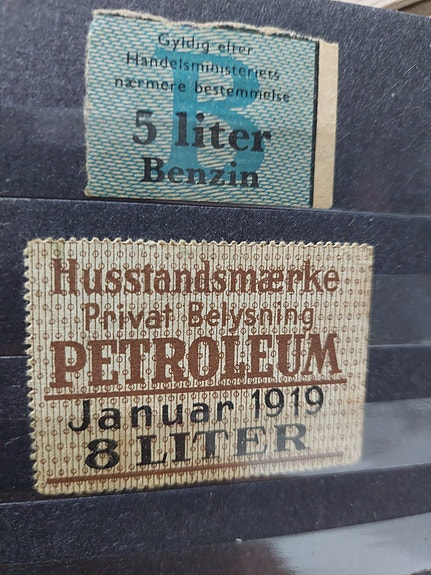 Gyldig efter
Handelsministeriets
nærmere bestemmelse
B
5 liter
Benzin
Husstandsmærke
Privat Belysning
PETROLEUM
Januar 1919
8 LITER